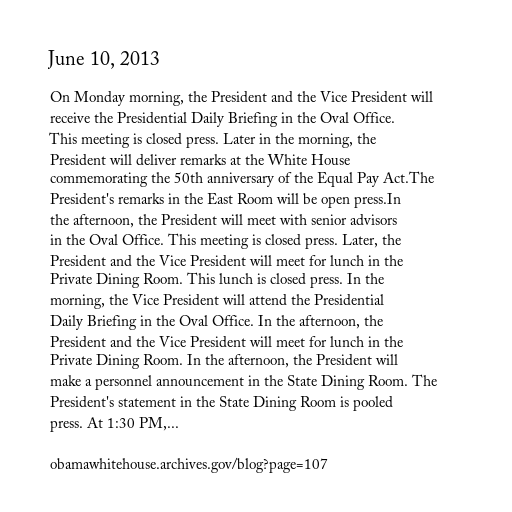 June 10, 2013
On Monday morning, the President and the Vice President will
receive the Presidential Daily Briefing in the Oval Office.
This meeting is closed press. Later in the morning, the
President will deliver remarks at the White House
commemorating the 50th anniversary of the Equal Pay Act.The
President's remarks in the East Room will be open press.In
the afternoon, the President will meet with senior advisors
in the Oval Office. This meeting is closed press. Later, the
President and the Vice President will meet for lunch in the
Private Dining Room. This lunch is closed press. In the
morning, the Vice President will attend the Presidential
Daily Briefing in the Oval Office. In the afternoon, the
President and the Vice President will meet for lunch in the
Private Dining Room. In the afternoon, the President will
make a personnel announcement in the State Dining Room. The
President's statement in the State Dining Room is pooled
press. At 1:30 PM,...
obamawhitehouse.archives.gov/blog?page=107